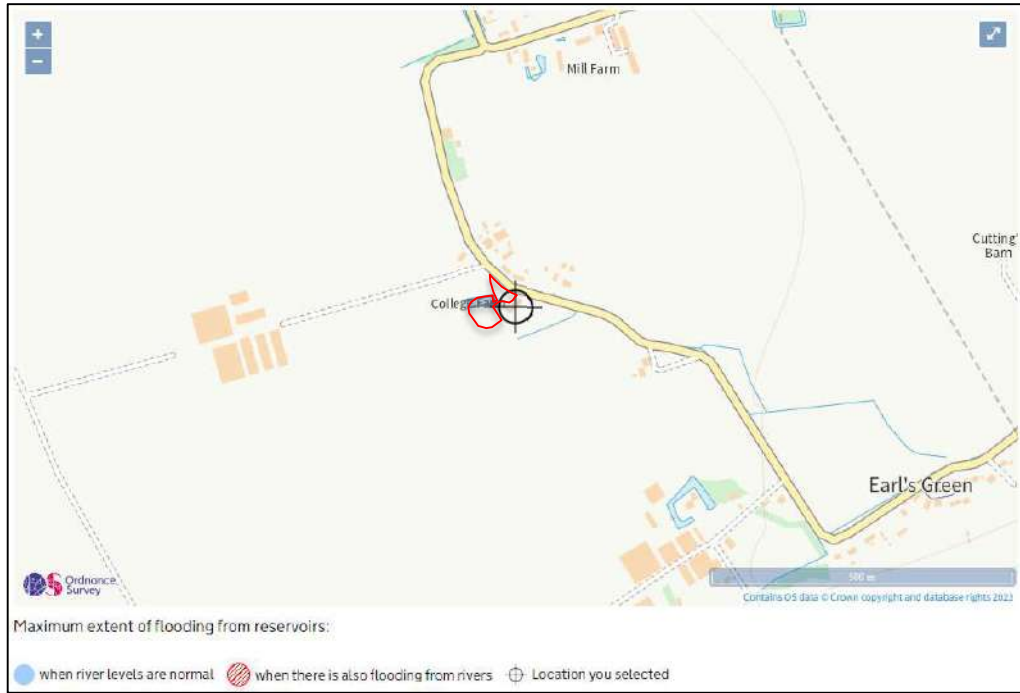 +
−
Mill Farm
Cutting'
Barn
College Farm
Earl's Green
Ordnance
Survey
500 m
Contains OS data © Crown copyright and database rights 2023
Maximum extent of flooding from reservoirs:
when river levels are normal when there is also flooding from rivers Location you selected